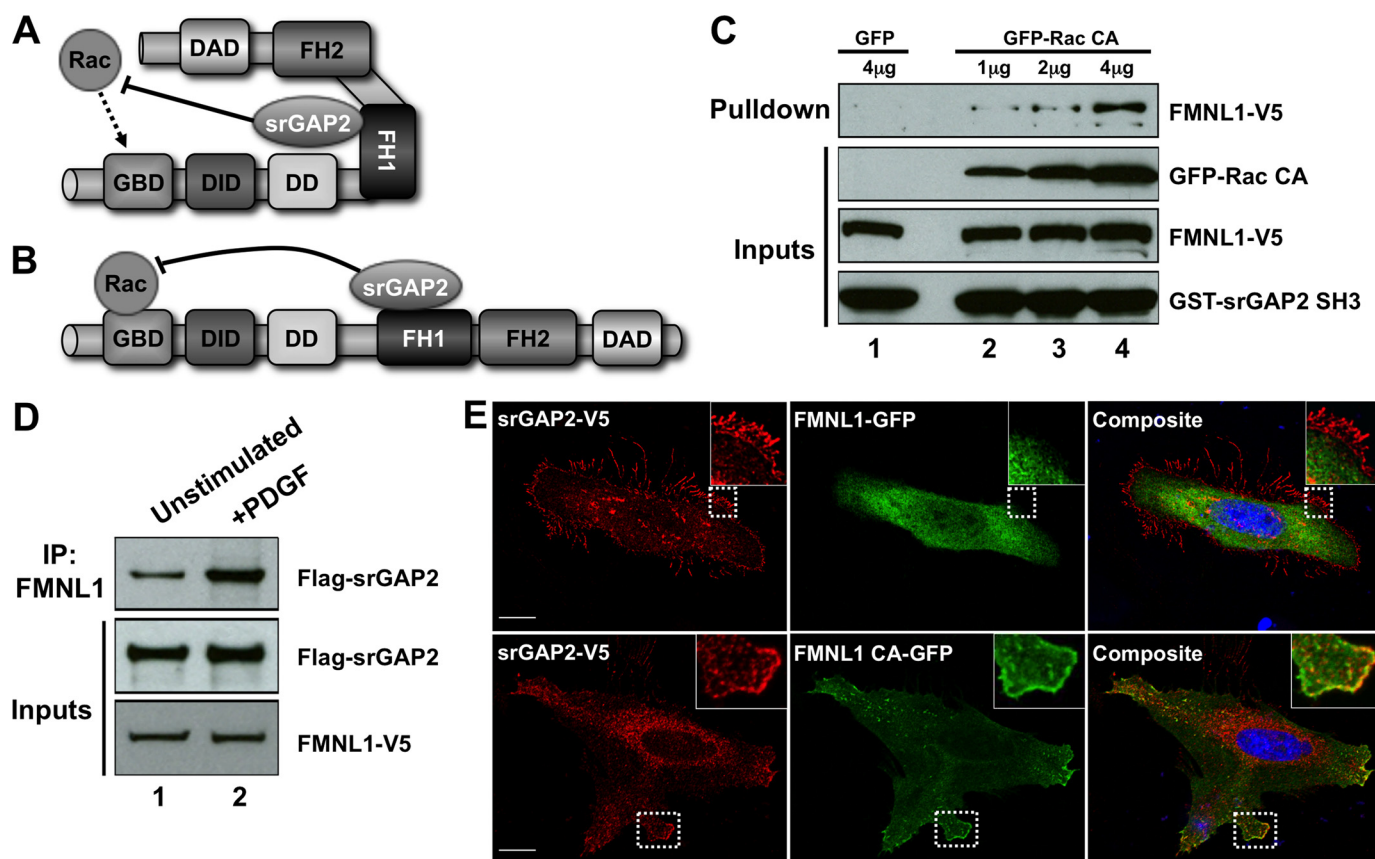 A
Rac
DAD
FH2
srGAP2
FH1
GBD
DID
DD
B
Rac
srGAP2
GBD
DID
DD
FH1
FH2
DAD
C
GFP
GFP-Rac CA
4μg
1μg
2μg
4μg
Pulldown
FMNL1-V5
GFP-Rac CA
Inputs
FMNL1-V5
GST-srGAP2 SH3
1
2
3
4
D
Unstimulated
+PDGF
IP:
FMNL1
Flag-srGAP2
Flag-srGAP2
Inputs
FMNL1-V5
1
2
E
srGAP2-V5
FMNL1-GFP
Composite
srGAP2-V5
FMNL1 CA-GFP
Composite